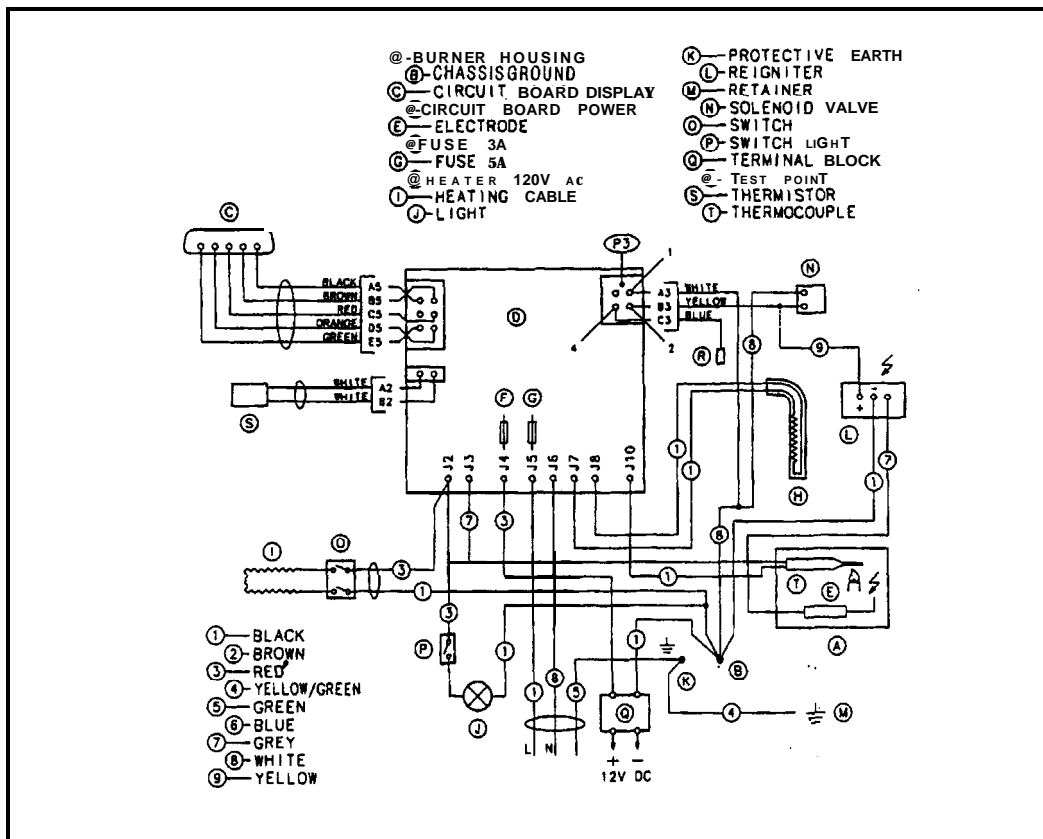 @-BURNER HOUSING
B-CHASSISGROUND
C-CIRCUIT BOARD DISPLAY
@-CIRCUIT BOARD POWER
E-ELECTRODE
@FUSE 3A
G-FUSE 5A
@HEATER 120V AC
I-HEATING CABLE
J-LIGHT
K-PROTECTIVE EARTH
L-REIGNITER
M-RETAINER
N-SOLENOID VALVE
O-SWITCH
P-SWITCH LIGHT
Q-TERMINAL BLOCK
@- TEST POINT
S-THERMISTOR
T-THERMOCOUPLE
C
BLACK A5
BROWN B5
RED C5
ORANGE D5
GREEN E5
WHITE A2
WHITE B2
S
D
P3
1
A3 WHITE
B3 YELLOW
C3 BLUE
4
2
R
N
8
9
F
G
+ -
L
J2 J3 J4 J5 J6 J7 J8 J10
1
1
H
1
7
7
3
8
I
O
3
1
1
T
E
A
3
P
J
1
1
8
5
1
K
B
Q
4
M
L N
+ -
12V DC
1-BLACK
2-BROWN
3-RED
4-YELLOW/GREEN
5-GREEN
6-BLUE
7-GREY
8-WHITE
9-YELLOW